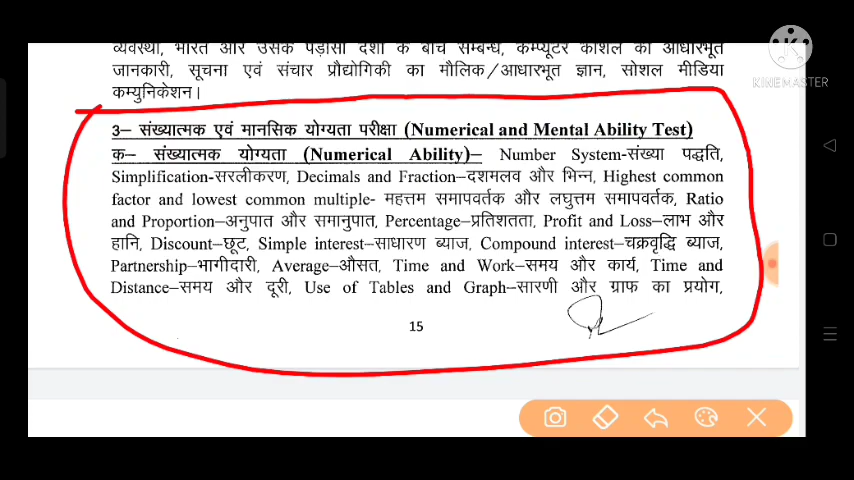 व्यवस्था, भारत और उसके पड़ोसी देशों के बीच सम्बन्ध, कम्प्यूटर कौशल की आधारभूत
जानकारी, सूचना एवं संचार प्रौद्योगिकी का मौलिक/आधारभूत ज्ञान, सोशल मीडिया
कम्युनिकेशन।
KINEMASTER
3– संख्यात्मक एवं मानसिक योग्यता परीक्षा (Numerical and Mental Ability Test)
क– संख्यात्मक योग्यता (Numerical Ability)– Number System-संख्या पद्धति,
Simplification-सरलीकरण, Decimals and Fraction–दशमलव और भिन्न, Highest common
factor and lowest common multiple- महत्तम समापवर्तक और लघुत्तम समापवर्तक, Ratio
and Proportion–अनुपात और समानुपात, Percentage–प्रतिशतता, Profit and Loss–लाभ और
हानि, Discount–छूट, Simple interest–साधारण ब्याज, Compound interest–चक्रवृद्धि ब्याज,
Partnership–भागीदारी, Average–औसत, Time and Work–समय और कार्य, Time and
Distance–समय और दूरी, Use of Tables and Graph–सारणी और ग्राफ का प्रयोग,
15